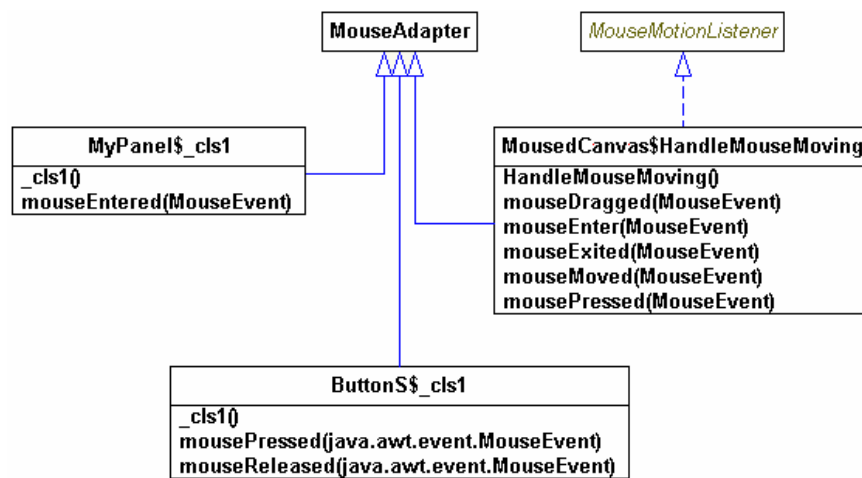 MouseAdapter
MouseMotionListener
MyPanel$_cls1
_cls1()
mouseEntered(MouseEvent)
MousedCanvas$HandleMouseMoving
HandleMouseMoving()
mouseDragged(MouseEvent)
mouseEnter(MouseEvent)
mouseExited(MouseEvent)
mouseMoved(MouseEvent)
mousePressed(MouseEvent)
ButtonS$_cls1
_cls1()
mousePressed(java.awt.event.MouseEvent)
mouseReleased(java.awt.event.MouseEvent)